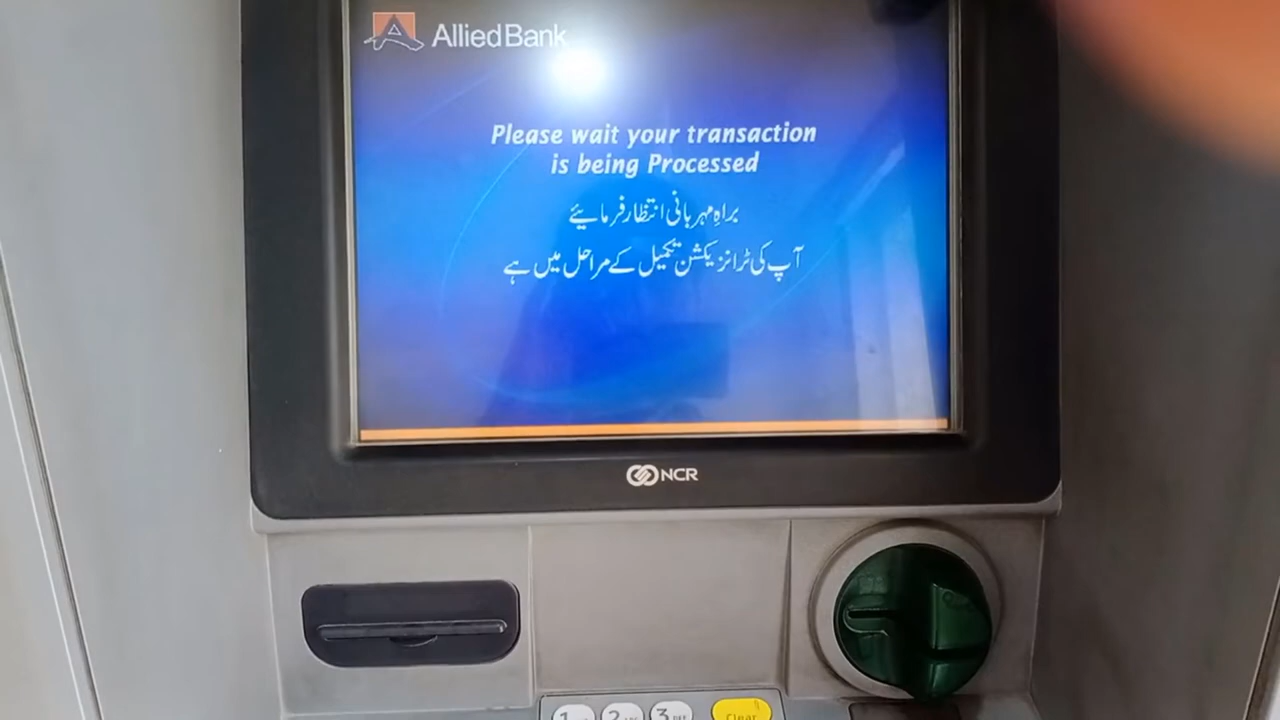 AlliedBank
Please wait your transaction
is being Processed
براہِ مہربانی انتظار فرمائیے
آپ کی ٹرانزیکشن تکمیل کے مراحل میں ہے
NCR
1 2 3 Clear